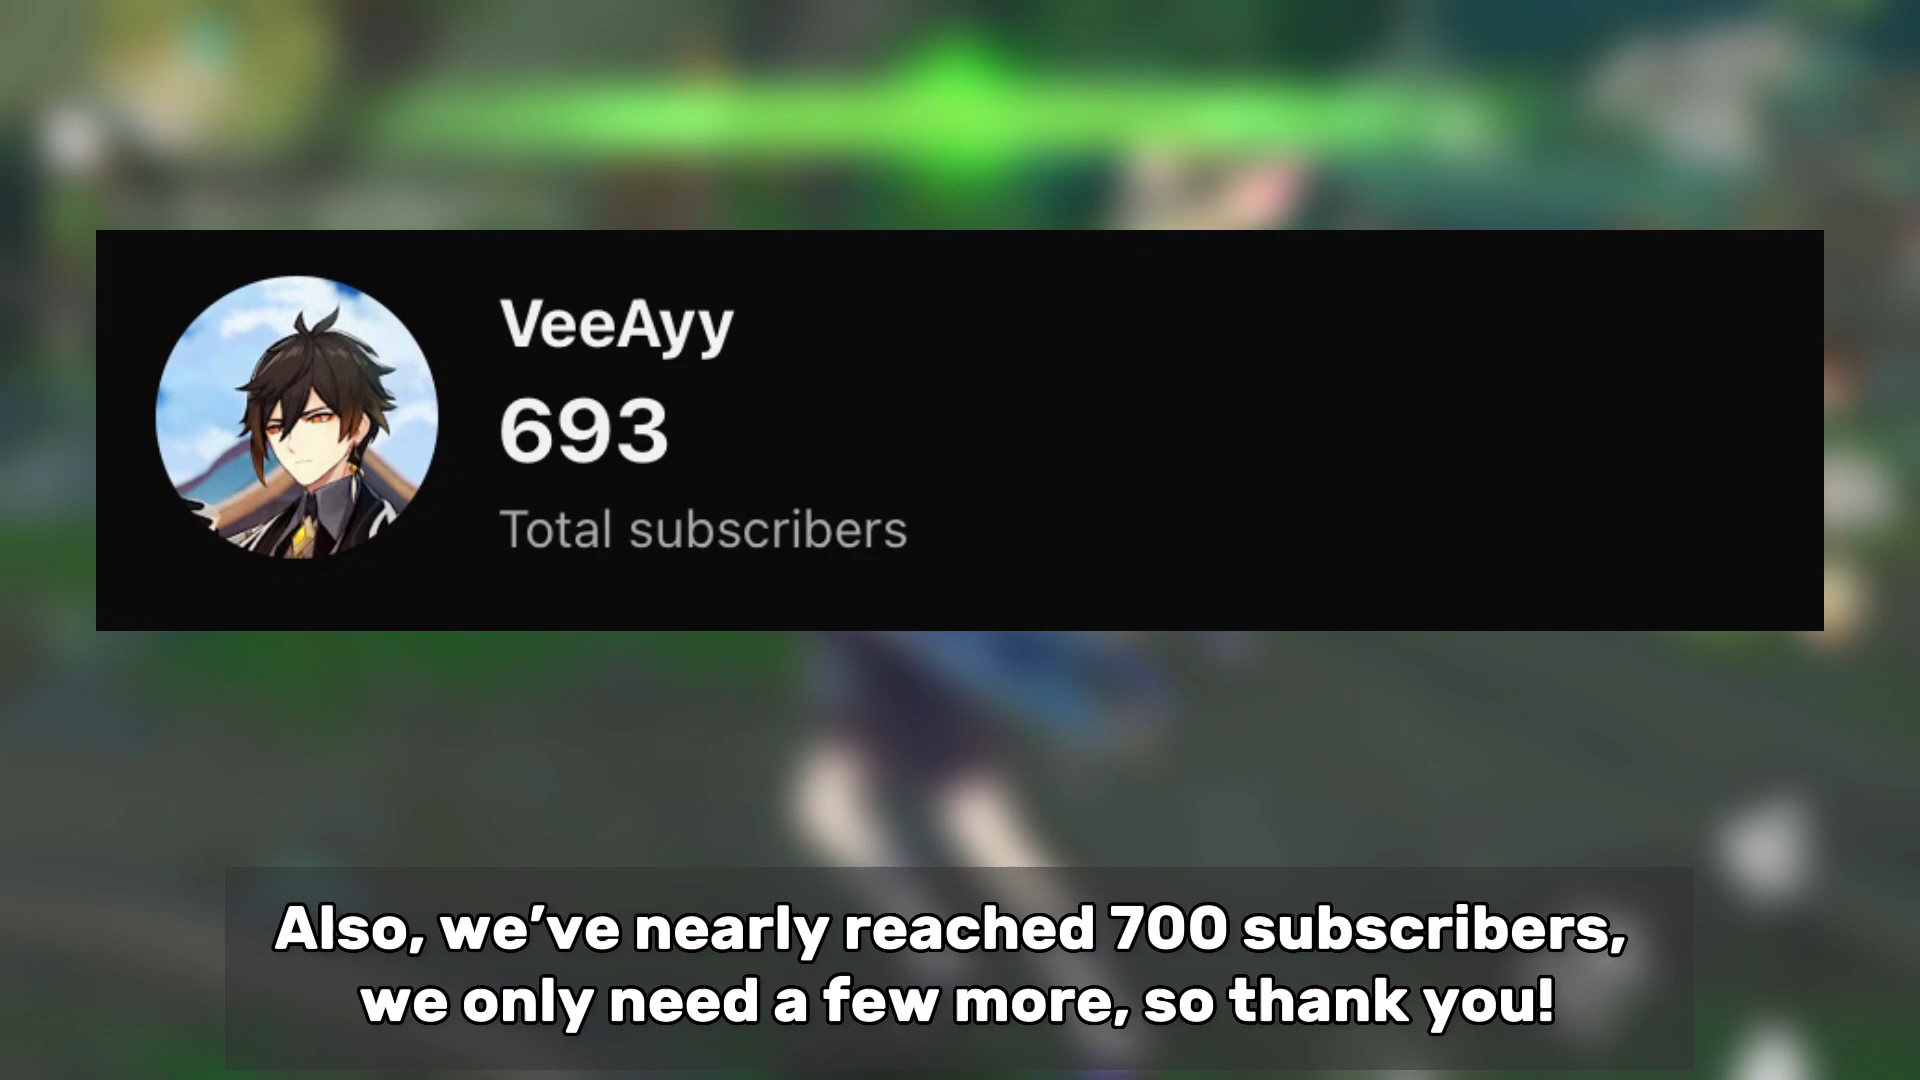 VeeAyy
693
Total subscribers
Also, we’ve nearly reached 700 subscribers,
we only need a few more, so thank you!